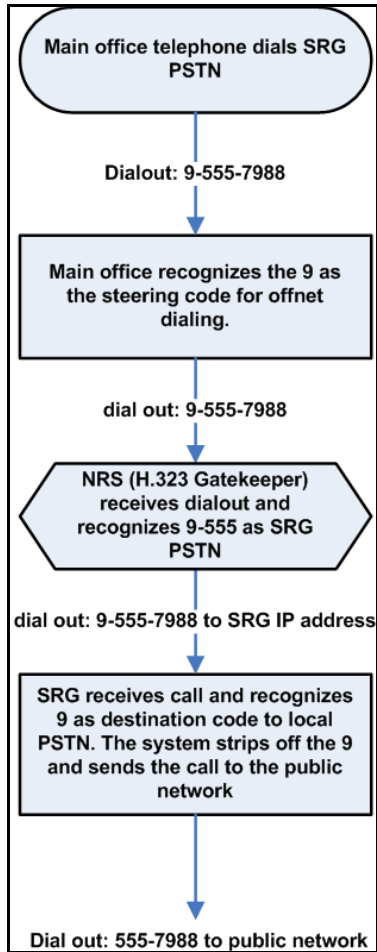 Main office telephone dials SRG
PSTN
Dialout: 9-555-7988
Main office recognizes the 9 as
the steering code for offnet
dialing.
dial out: 9-555-7988
NRS (H.323 Gatekeeper)
receives dialout and
recognizes 9-555 as SRG
PSTN
dial out: 9-555-7988 to SRG IP address
SRG receives call and recognizes
9 as destination code to local
PSTN. The system strips off the 9
and sends the call to the public
network
Dial out: 555-7988 to public network